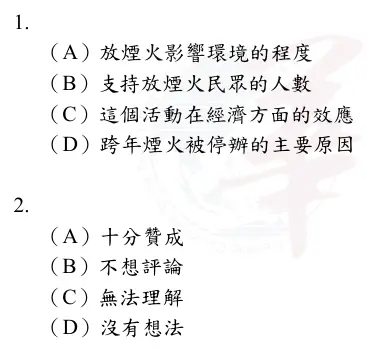 1.
（A）放煙火影響環境的程度
（B）支持放煙火民眾的人數
（C）這個活動在經濟方面的效應
（D）跨年煙火被停辦的主要原因
2.
（A）十分贊成
（B）不想評論
（C）無法理解
（D）沒有想法